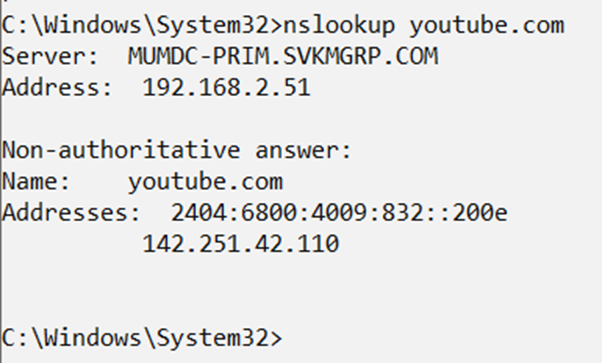 C:\Windows\System32>nslookup youtube.com
Server:  MUMDC-PRIM.SVKMGRP.COM
Address:  192.168.2.51
Non-authoritative answer:
Name:    youtube.com
Addresses:  2404:6800:4009:832::200e
142.251.42.110
C:\Windows\System32>